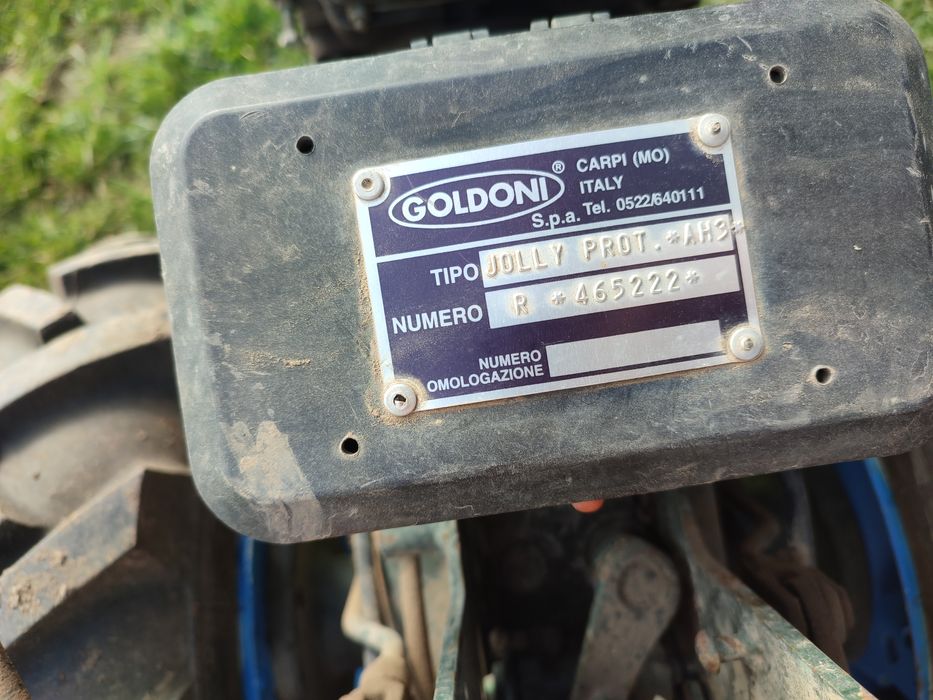 GOLDONI ®
CARPI (MO)
ITALY
S.p.a. Tel. 0522/640111
TIPO JOLLY PROT.*AH3*
NUMERO R *465222*
NUMERO
OMOLOGAZIONE